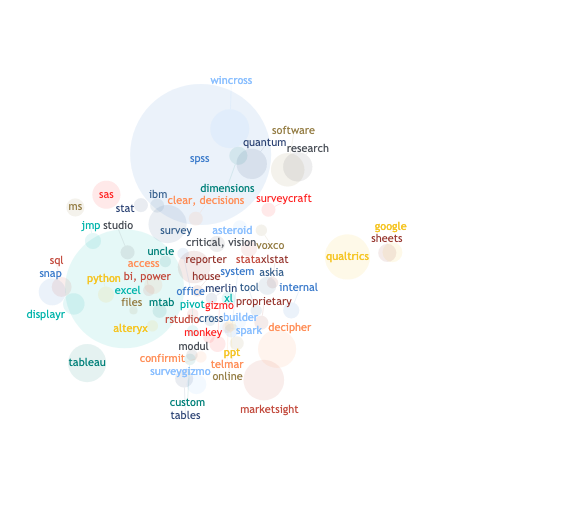 wincross
software
quantum
research
spss
dimensions
sas
ibm
clear, decisions
surveycraft
ms
stat
jmp
studio
survey
asteroid
google
sheets
critical, vision
voxco
uncle
sql
access
reporter
stataxlstat
qualtrics
snap
python
bi, power
house
system
askia
excel
office
merlin
tool
internal
files
mtab
pivot
xl
proprietary
gizmo
displayr
rstudio
cross
builder
alteryx
monkey
spark
decipher
modul
ppt
confirmit
telmar
tableau
surveygizmo
online
custom
tables
marketsight